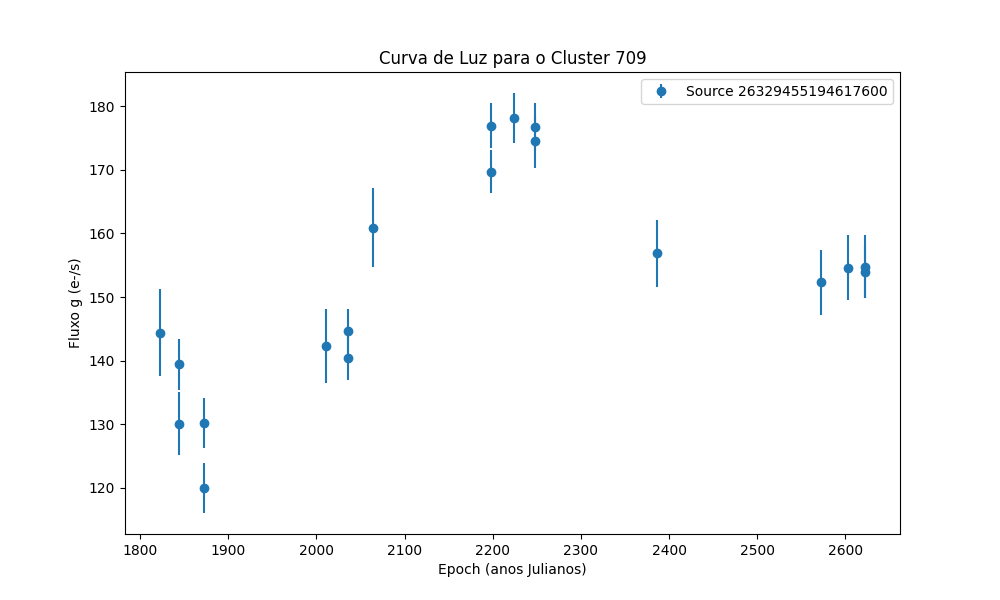 Curva de Luz para o Cluster 709
Source 26329455194617600
Fluxo g (e-/s)
180
170
160
150
140
130
120
1800 1900 2000 2100 2200 2300 2400 2500 2600
Epoch (anos Julianos)